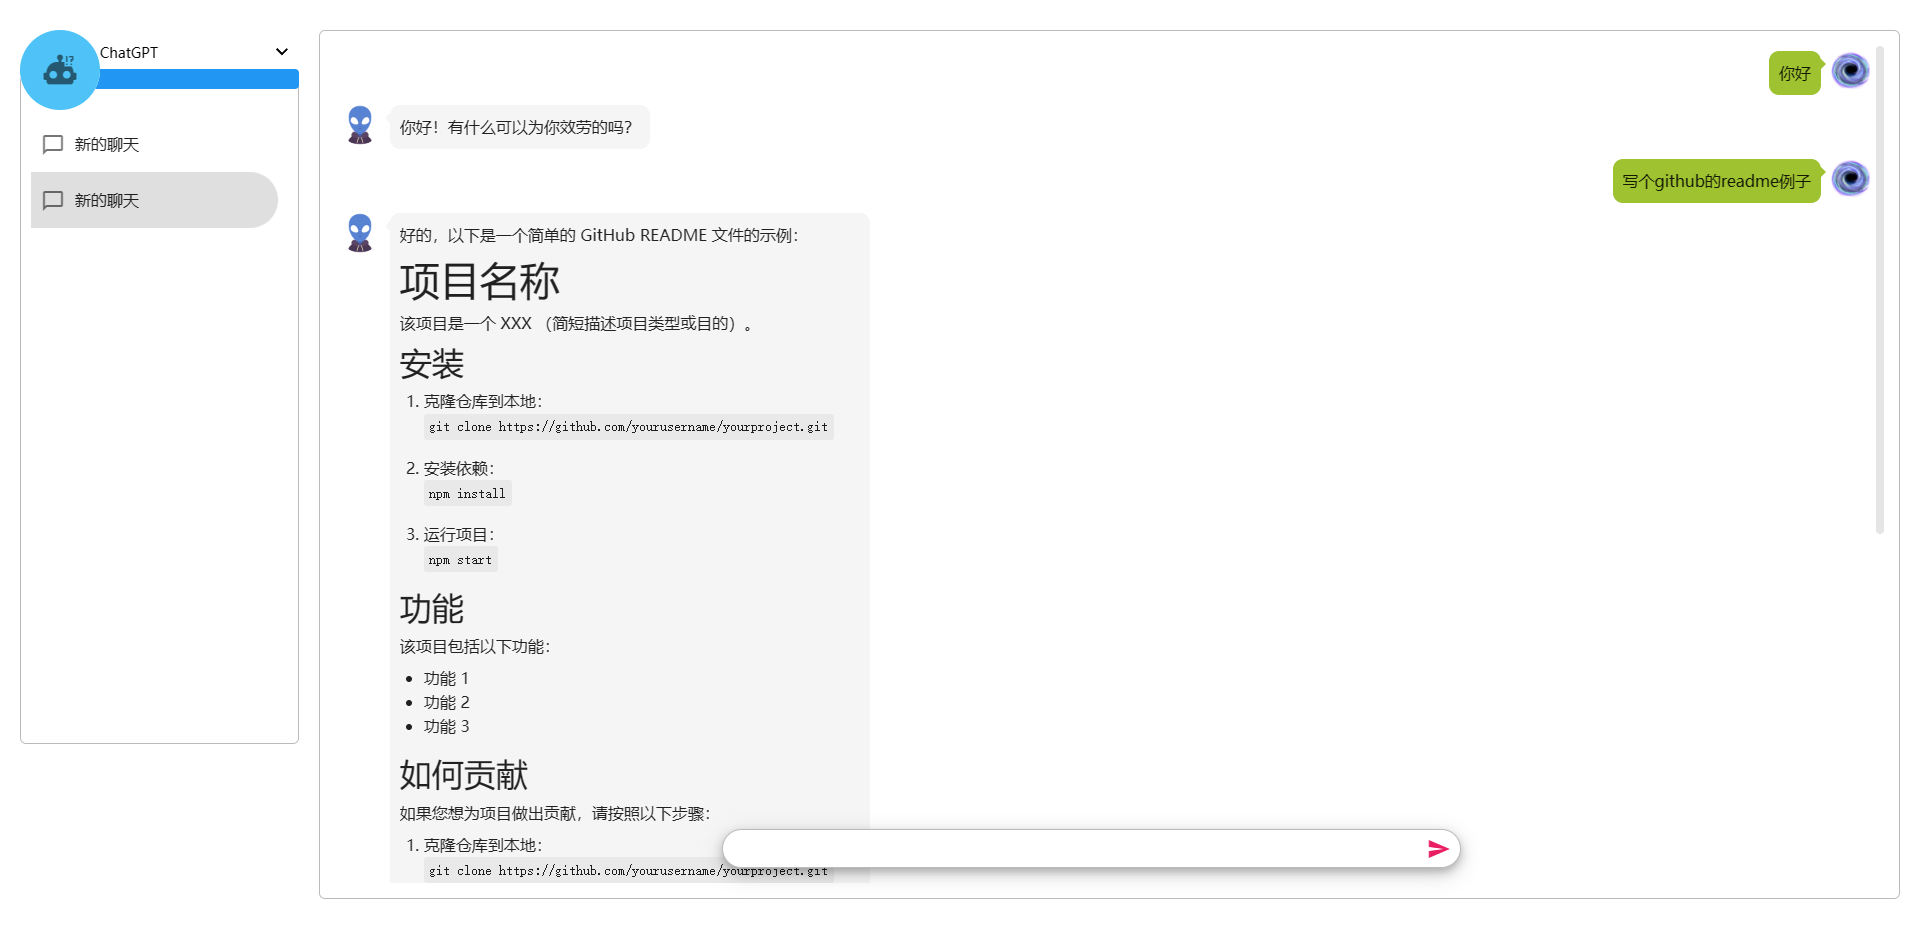 ChatGPT
新的聊天
新的聊天
你好
你好！有什么可以为你效劳的吗？
写个github的readme例子
好的，以下是一个简单的 GitHub README 文件的示例：
项目名称
该项目是一个 XXX （简短描述项目类型或目的）。
安装
1. 克隆仓库到本地：
git clone https://github.com/yourusername/yourproject.git
2. 安装依赖：
npm install
3. 运行项目：
npm start
功能
该项目包括以下功能：
• 功能 1
• 功能 2
• 功能 3
如何贡献
如果您想为项目做出贡献，请按照以下步骤：
1. 克隆仓库到本地：
git clone https://github.com/yourusername/yourproject.git